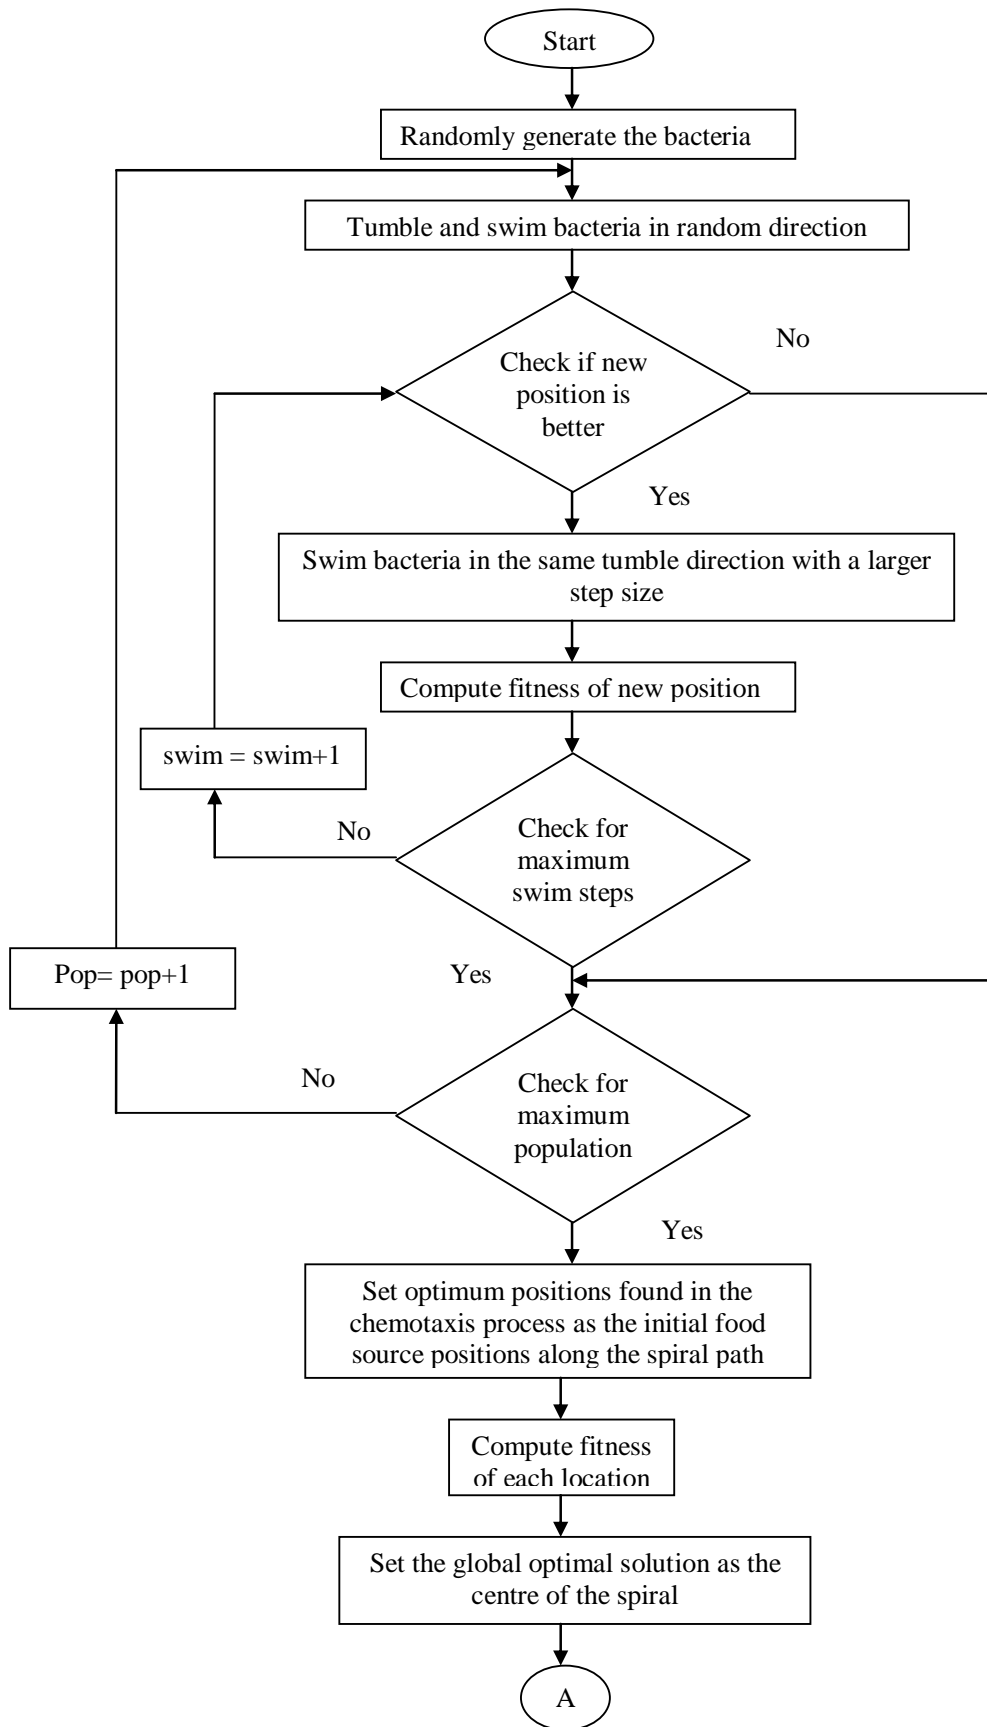 Start
Randomly generate the bacteria
Tumble and swim bacteria in random direction
No
Check if new
position is
better
Yes
Swim bacteria in the same tumble direction with a larger
step size
Compute fitness of new position
swim = swim+1
No
Check for
maximum
swim steps
Yes
Pop= pop+1
No
Check for
maximum
population
Yes
Set optimum positions found in the
chemotaxis process as the initial food
source positions along the spiral path
Compute fitness
of each location
Set the global optimal solution as the
centre of the spiral
A